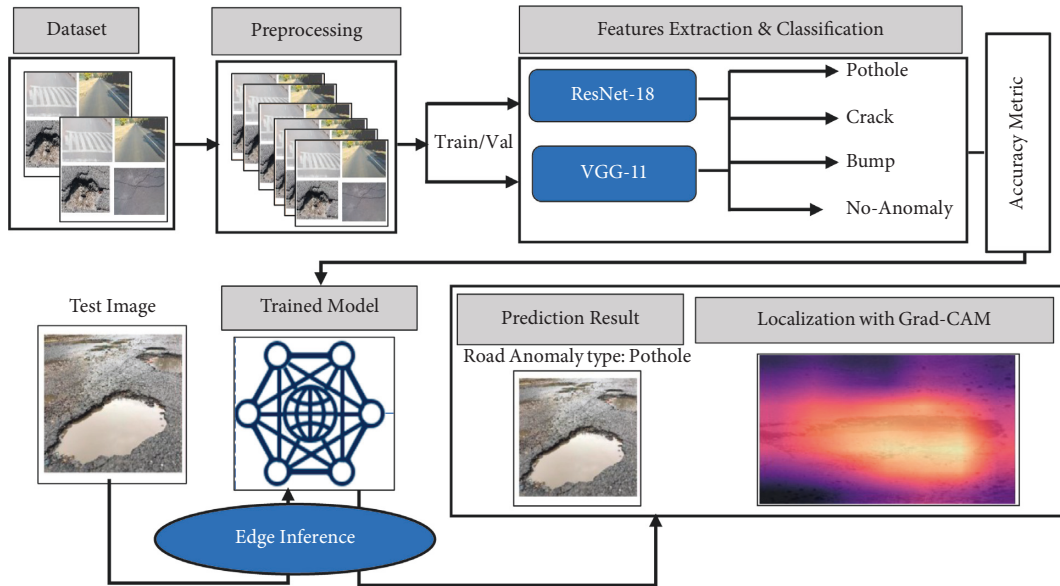 Dataset
Preprocessing
Features Extraction & Classification
Train/Val
ResNet-18
VGG-11
Pothole
Crack
Bump
No-Anomaly
Accuracy Metric
Test Image
Trained Model
Edge Inference
Prediction Result
Road Anomaly type: Pothole
Localization with Grad-CAM